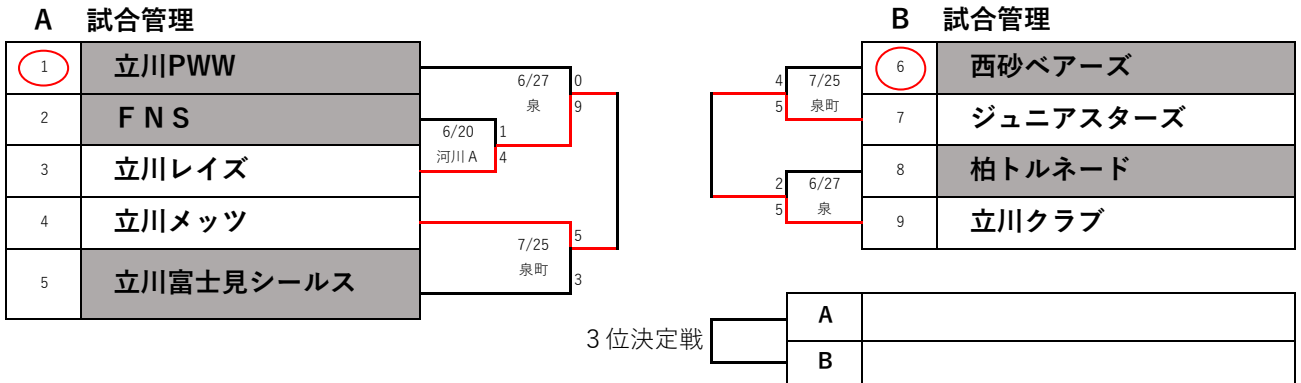 A 試合管理
1 立川PWW
2 ＦＮＳ
3 立川レイズ
4 立川メッツ
5 立川富士見シールス
6/27
泉
0
9
6/20
河川A
1
4
7/25
泉町
5
3
B 試合管理
6 西砂ベアーズ
7 ジュニアスターズ
8 柏トルネード
9 立川クラブ
4
5
7/25
泉町
2
5
6/27
泉
３位決定戦
A
B